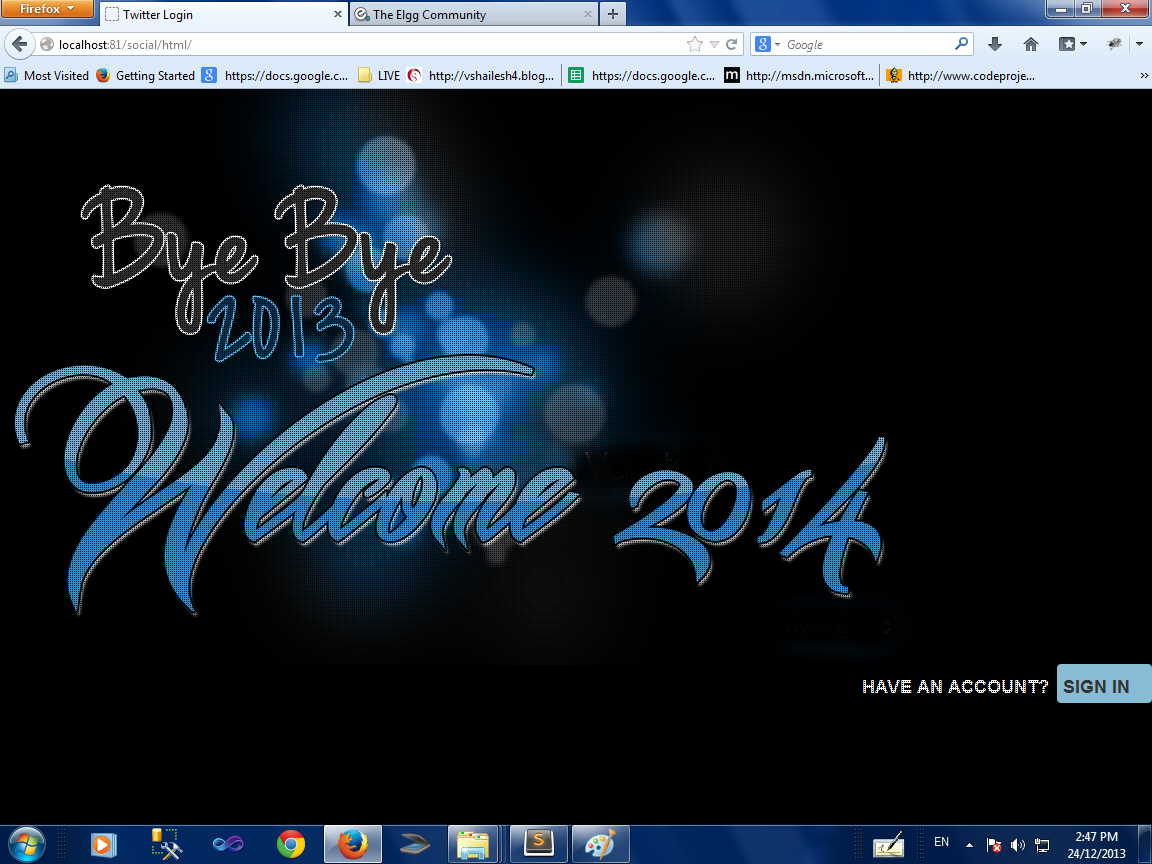 Firefox
Twitter Login
The Elgg Community
localhost:81/social/html/
Google
Most Visited
Getting Started
https://docs.google.c...
LIVE
http://vshailesh4.blog...
https://docs.google.c...
http://msdn.microsoft...
http://www.codeproje...
Bye Bye
2013
Welcome 2014
HAVE AN ACCOUNT? SIGN IN
EN
2:47 PM
24/12/2013